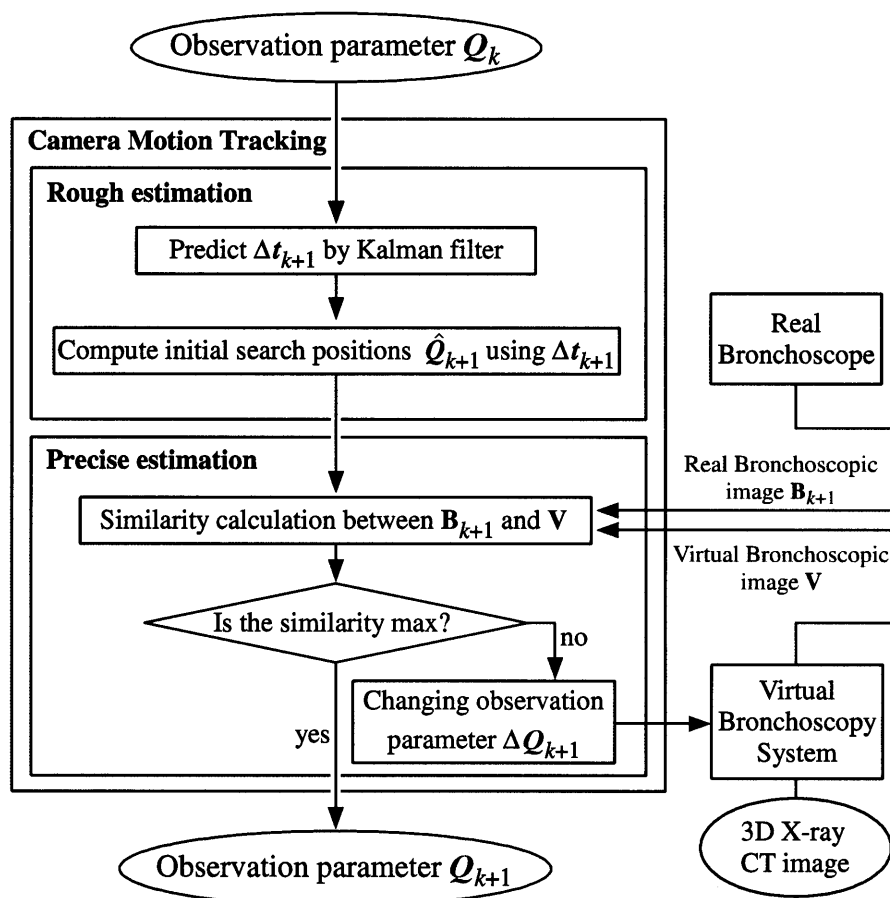 Observation parameter Q_k
Camera Motion Tracking
Rough estimation
Predict Δt_{k+1} by Kalman filter
Compute initial search positions Q̂_{k+1} using Δt_{k+1}
Real
Bronchoscope
Precise estimation
Real Bronchoscopic
image B_{k+1}
Similarity calculation between B_{k+1} and V
Virtual Bronchoscopic
image V
Is the similarity max?
no
Changing observation
parameter ΔQ_{k+1}
yes
Virtual
Bronchoscopy
System
3D X-ray
CT image
Observation parameter Q_{k+1}